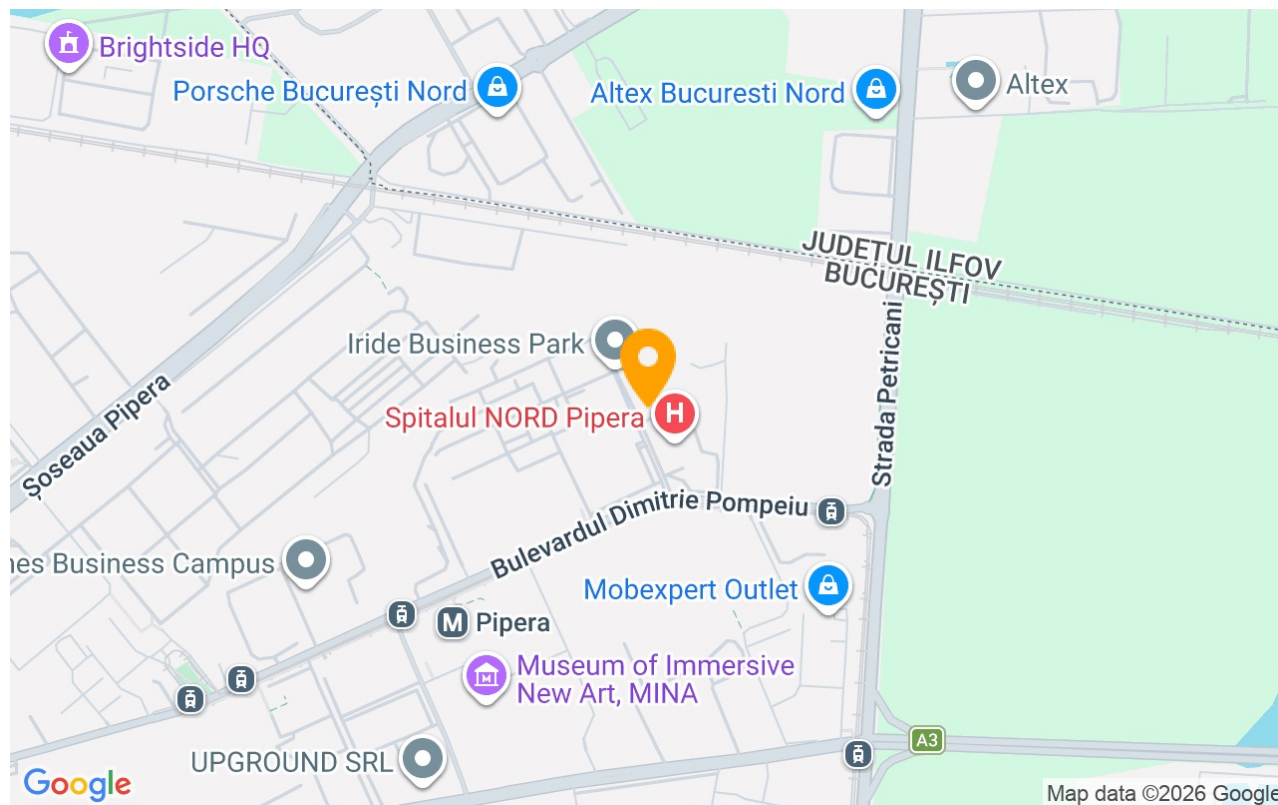 Brightside HQ
Porsche București Nord
Altex Bucuresti Nord
Altex
JUDEȚUL ILFOV
BUCUREȘTI
Iride Business Park
Spitalul NORD Pipera
Șoseaua Pipera
Strada Petricani
Bulevardul Dimitrie Pompeiu
nes Business Campus
Mobexpert Outlet
M Pipera
Museum of Immersive
New Art, MINA
UPGROUND SRL
A3
Google
Map data ©2026 Google
H